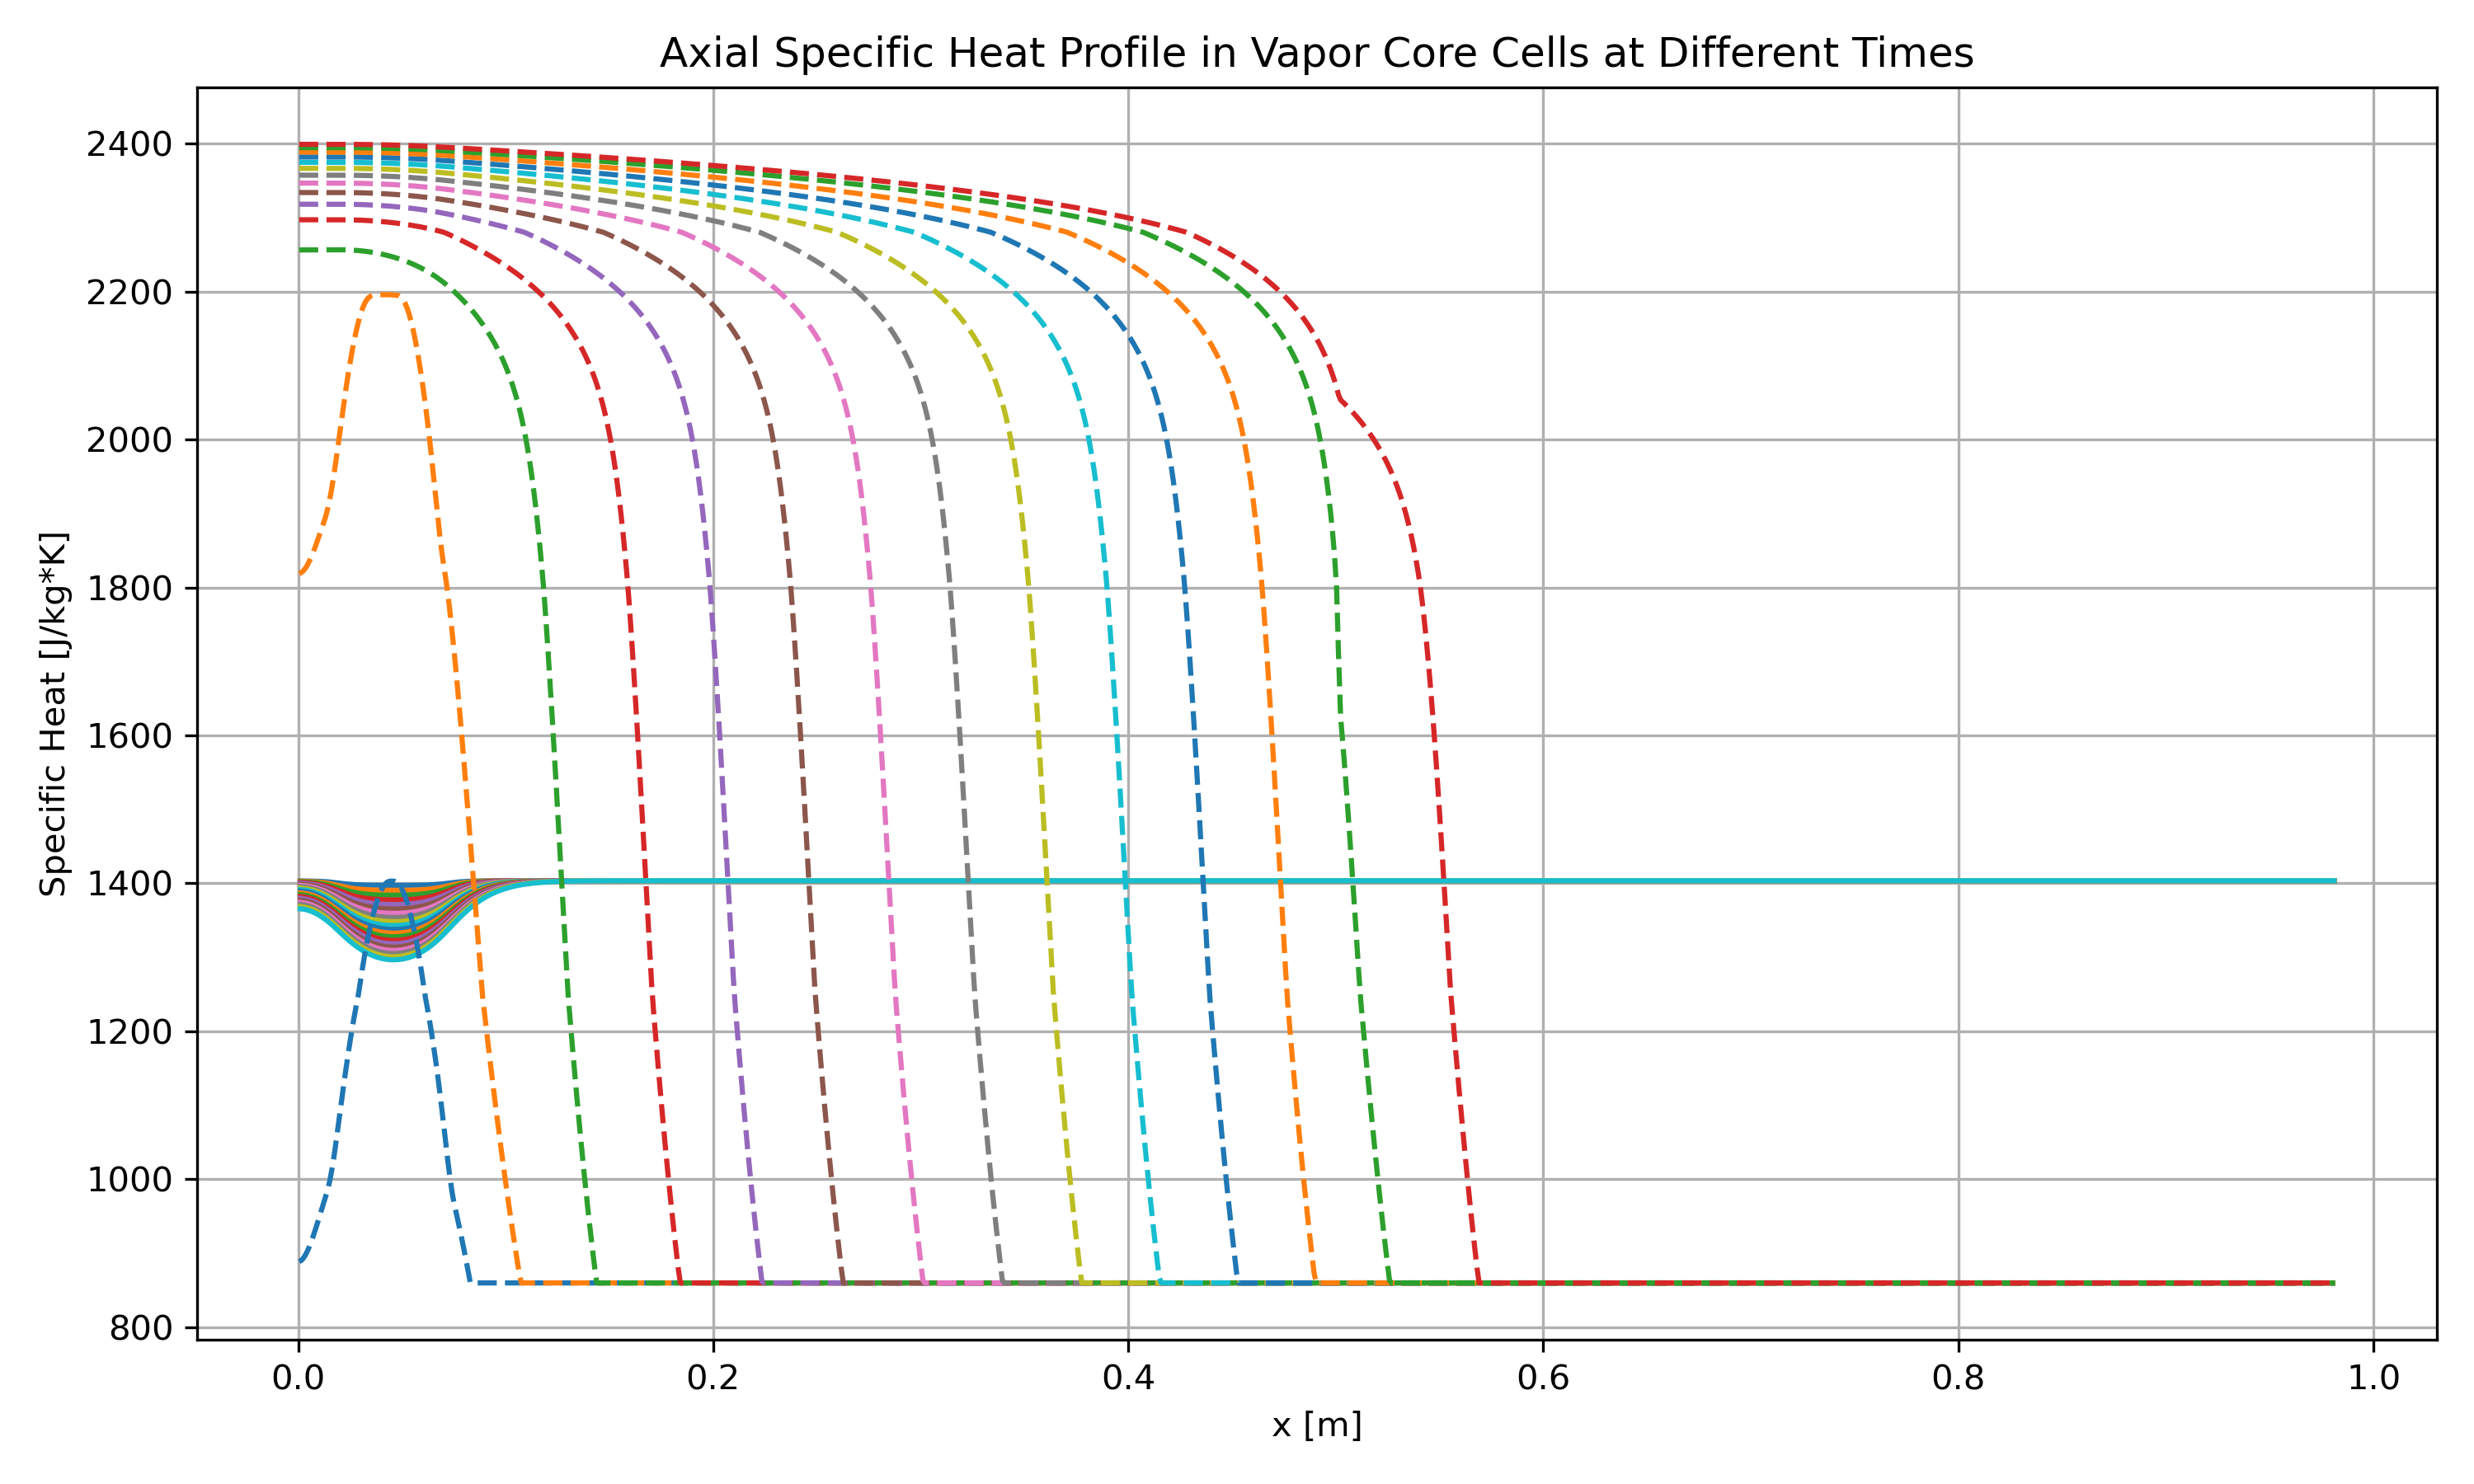 Axial Specific Heat Profile in Vapor Core Cells at Different Times
Specific Heat [J/kg*K]
2400
2200
2000
1800
1600
1400
1200
1000
800
0.0 0.2 0.4 0.6 0.8 1.0
x [m]